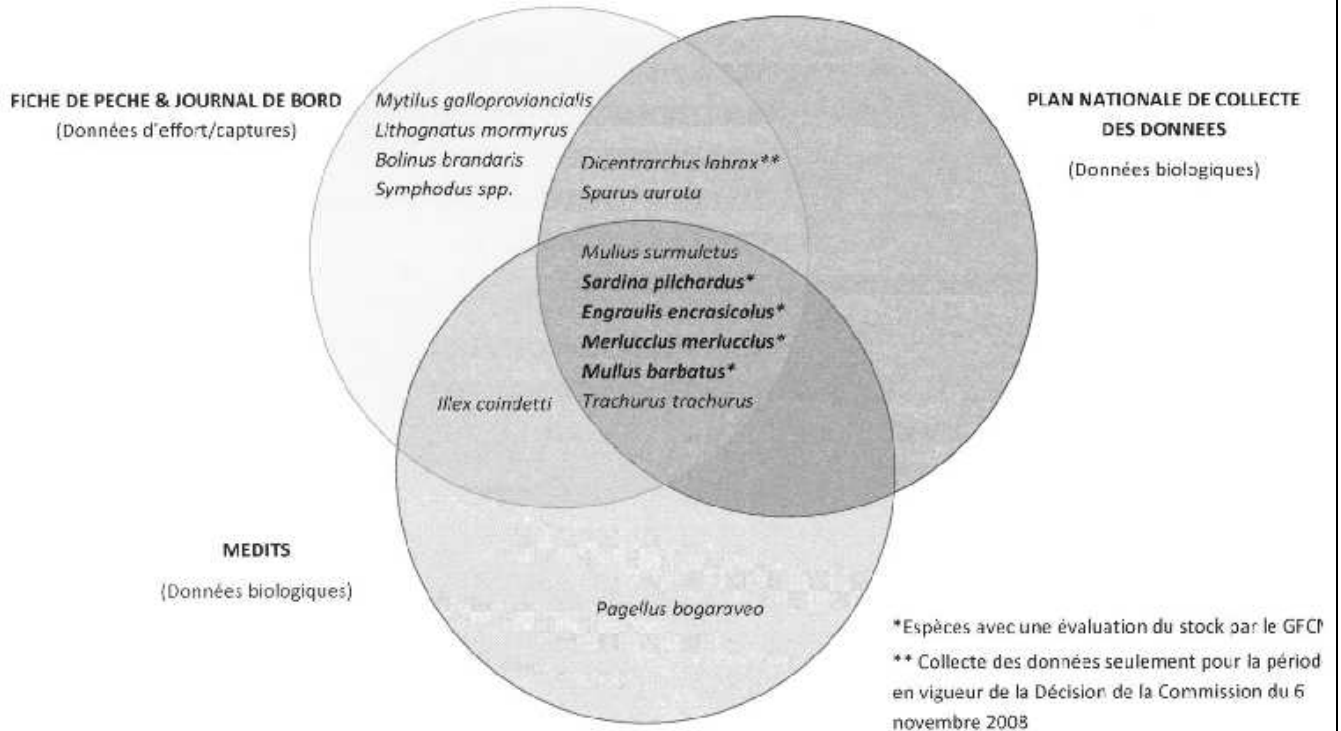 FICHE DE PECHE & JOURNAL DE BORD
(Données d'effort/captures)
Mytilus galloproviancialis
Lithognatus mormyrus
Bolinus brandaris
Symphodus spp.
PLAN NATIONALE DE COLLECTE
DES DONNEES
(Données biologiques)
Dicentrarchus labrax**
Sparus aurata
Mullus surmuletus
Sardina pilchardus*
Engraulis encrasicolus*
Merluccius merluccius*
Mullus barbatus*
Trachurus trachurus
Illex coindetti
MEDITS
(Données biologiques)
Pagellus bogaraveo
*Espèces avec une évaluation du stock par le
** Collecte des données seulement pour la
en vigueur de la Décision de la Commission du 6
novembre 2008